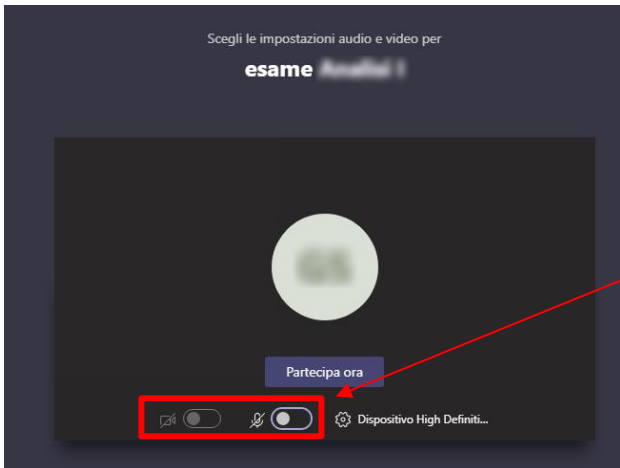 Scegli le impostazioni audio e video per
esame
Partecipa ora
Dispositivo High Definiti...